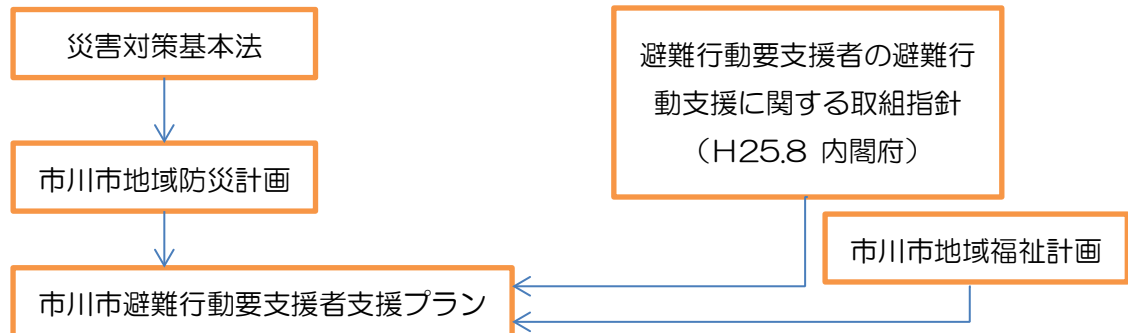 災害対策基本法
避難行動要支援者の避難行
動支援に関する取組指針
（H25.8 内閣府）
市川市地域防災計画
市川市地域福祉計画
市川市避難行動要支援者支援プラン